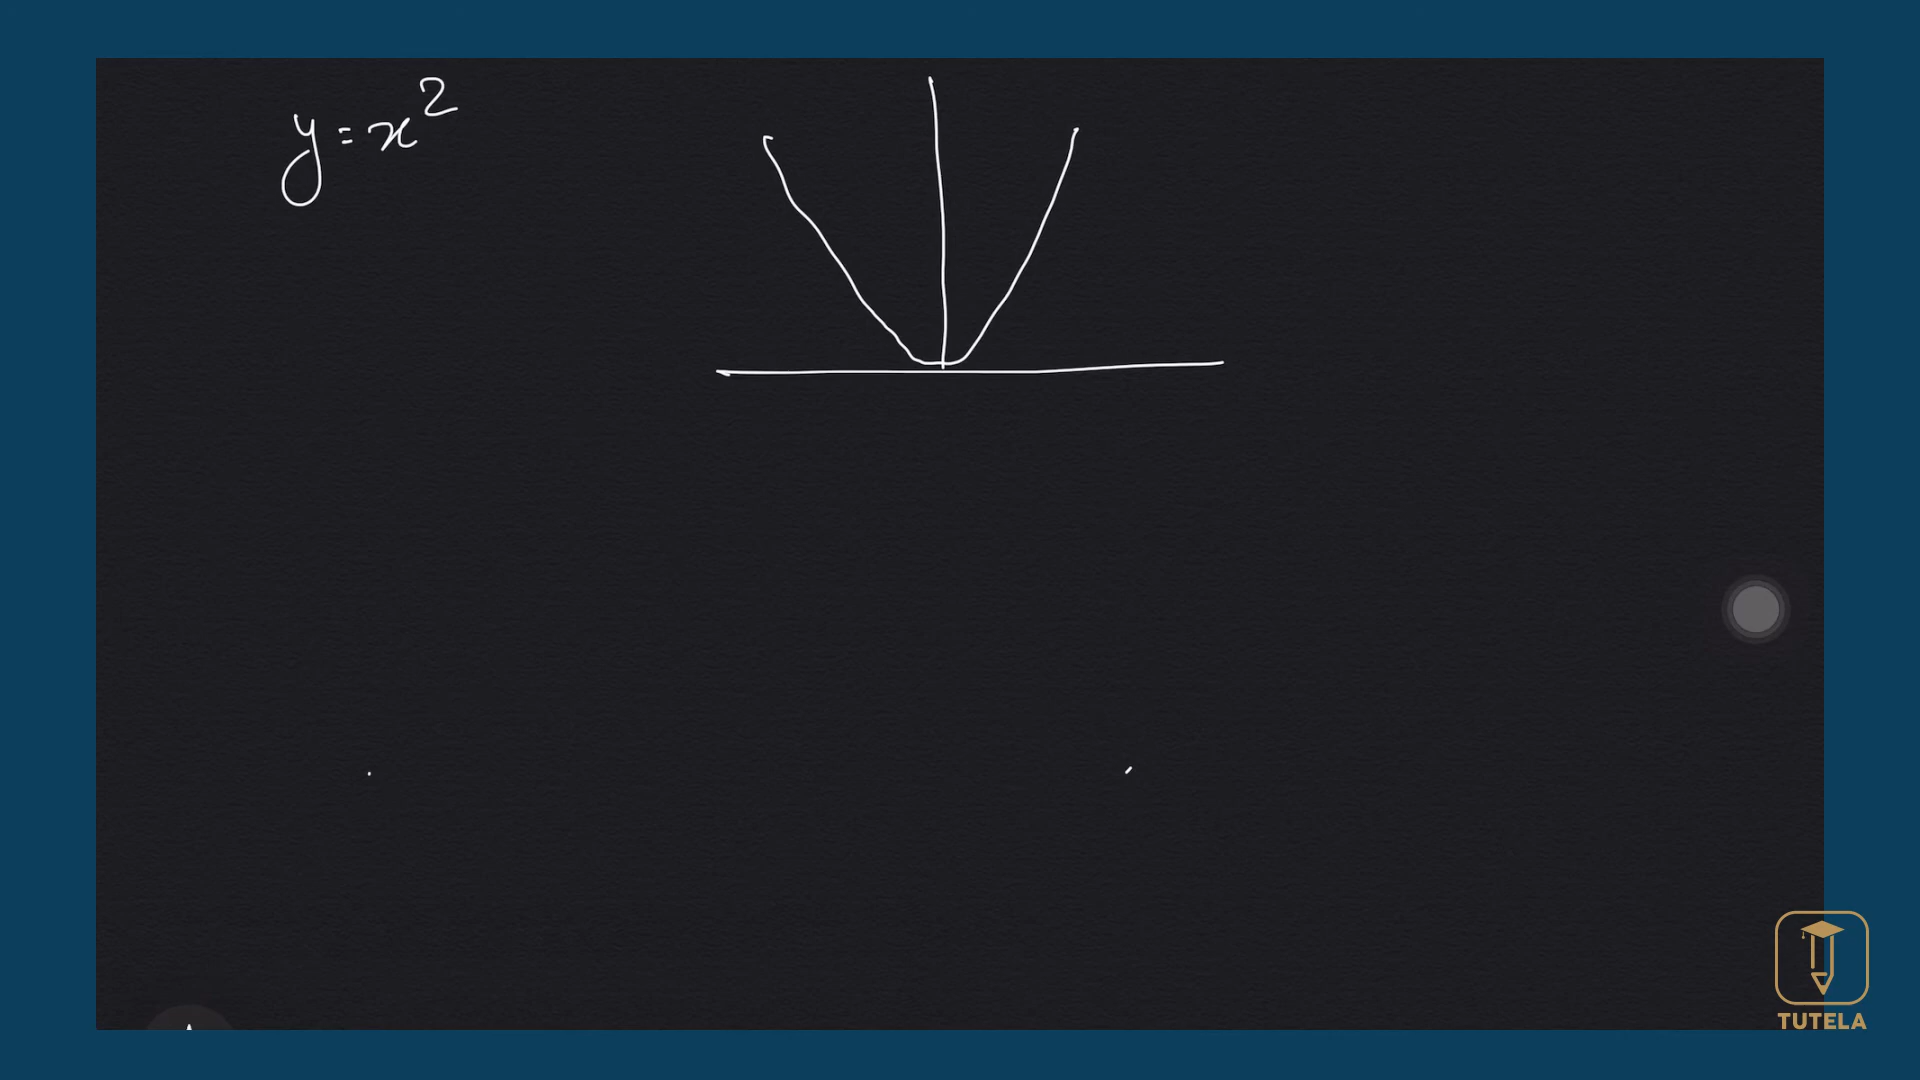 y = x²
TUTELA